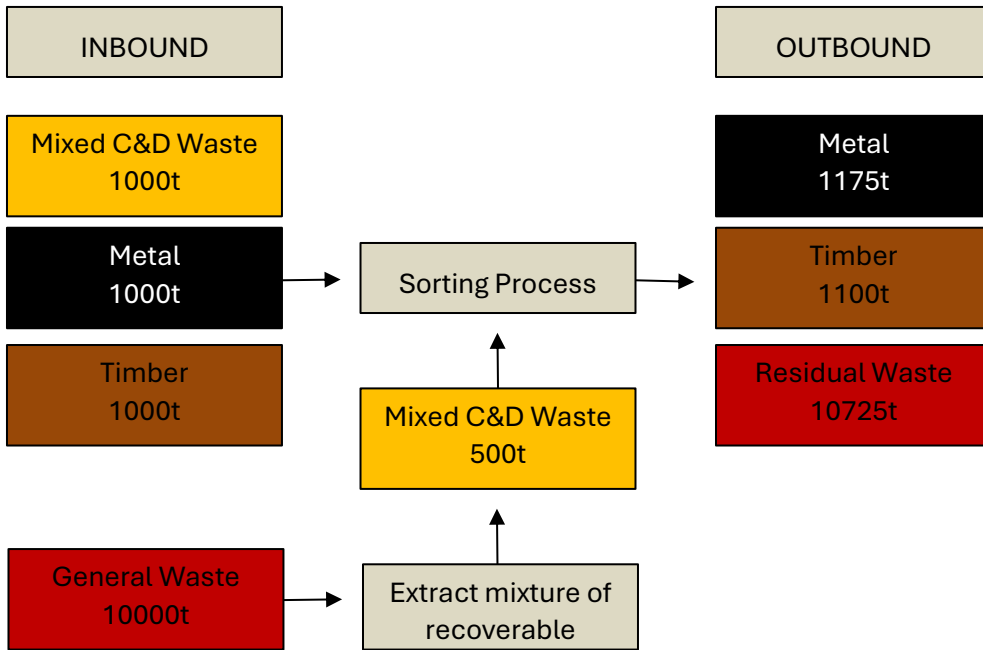 INBOUND
OUTBOUND
Mixed C&D Waste
1000t
Metal
1175t
Metal
1000t
Sorting Process
Timber
1100t
Timber
1000t
Mixed C&D Waste
500t
Residual Waste
10725t
General Waste
10000t
Extract mixture of
recoverable